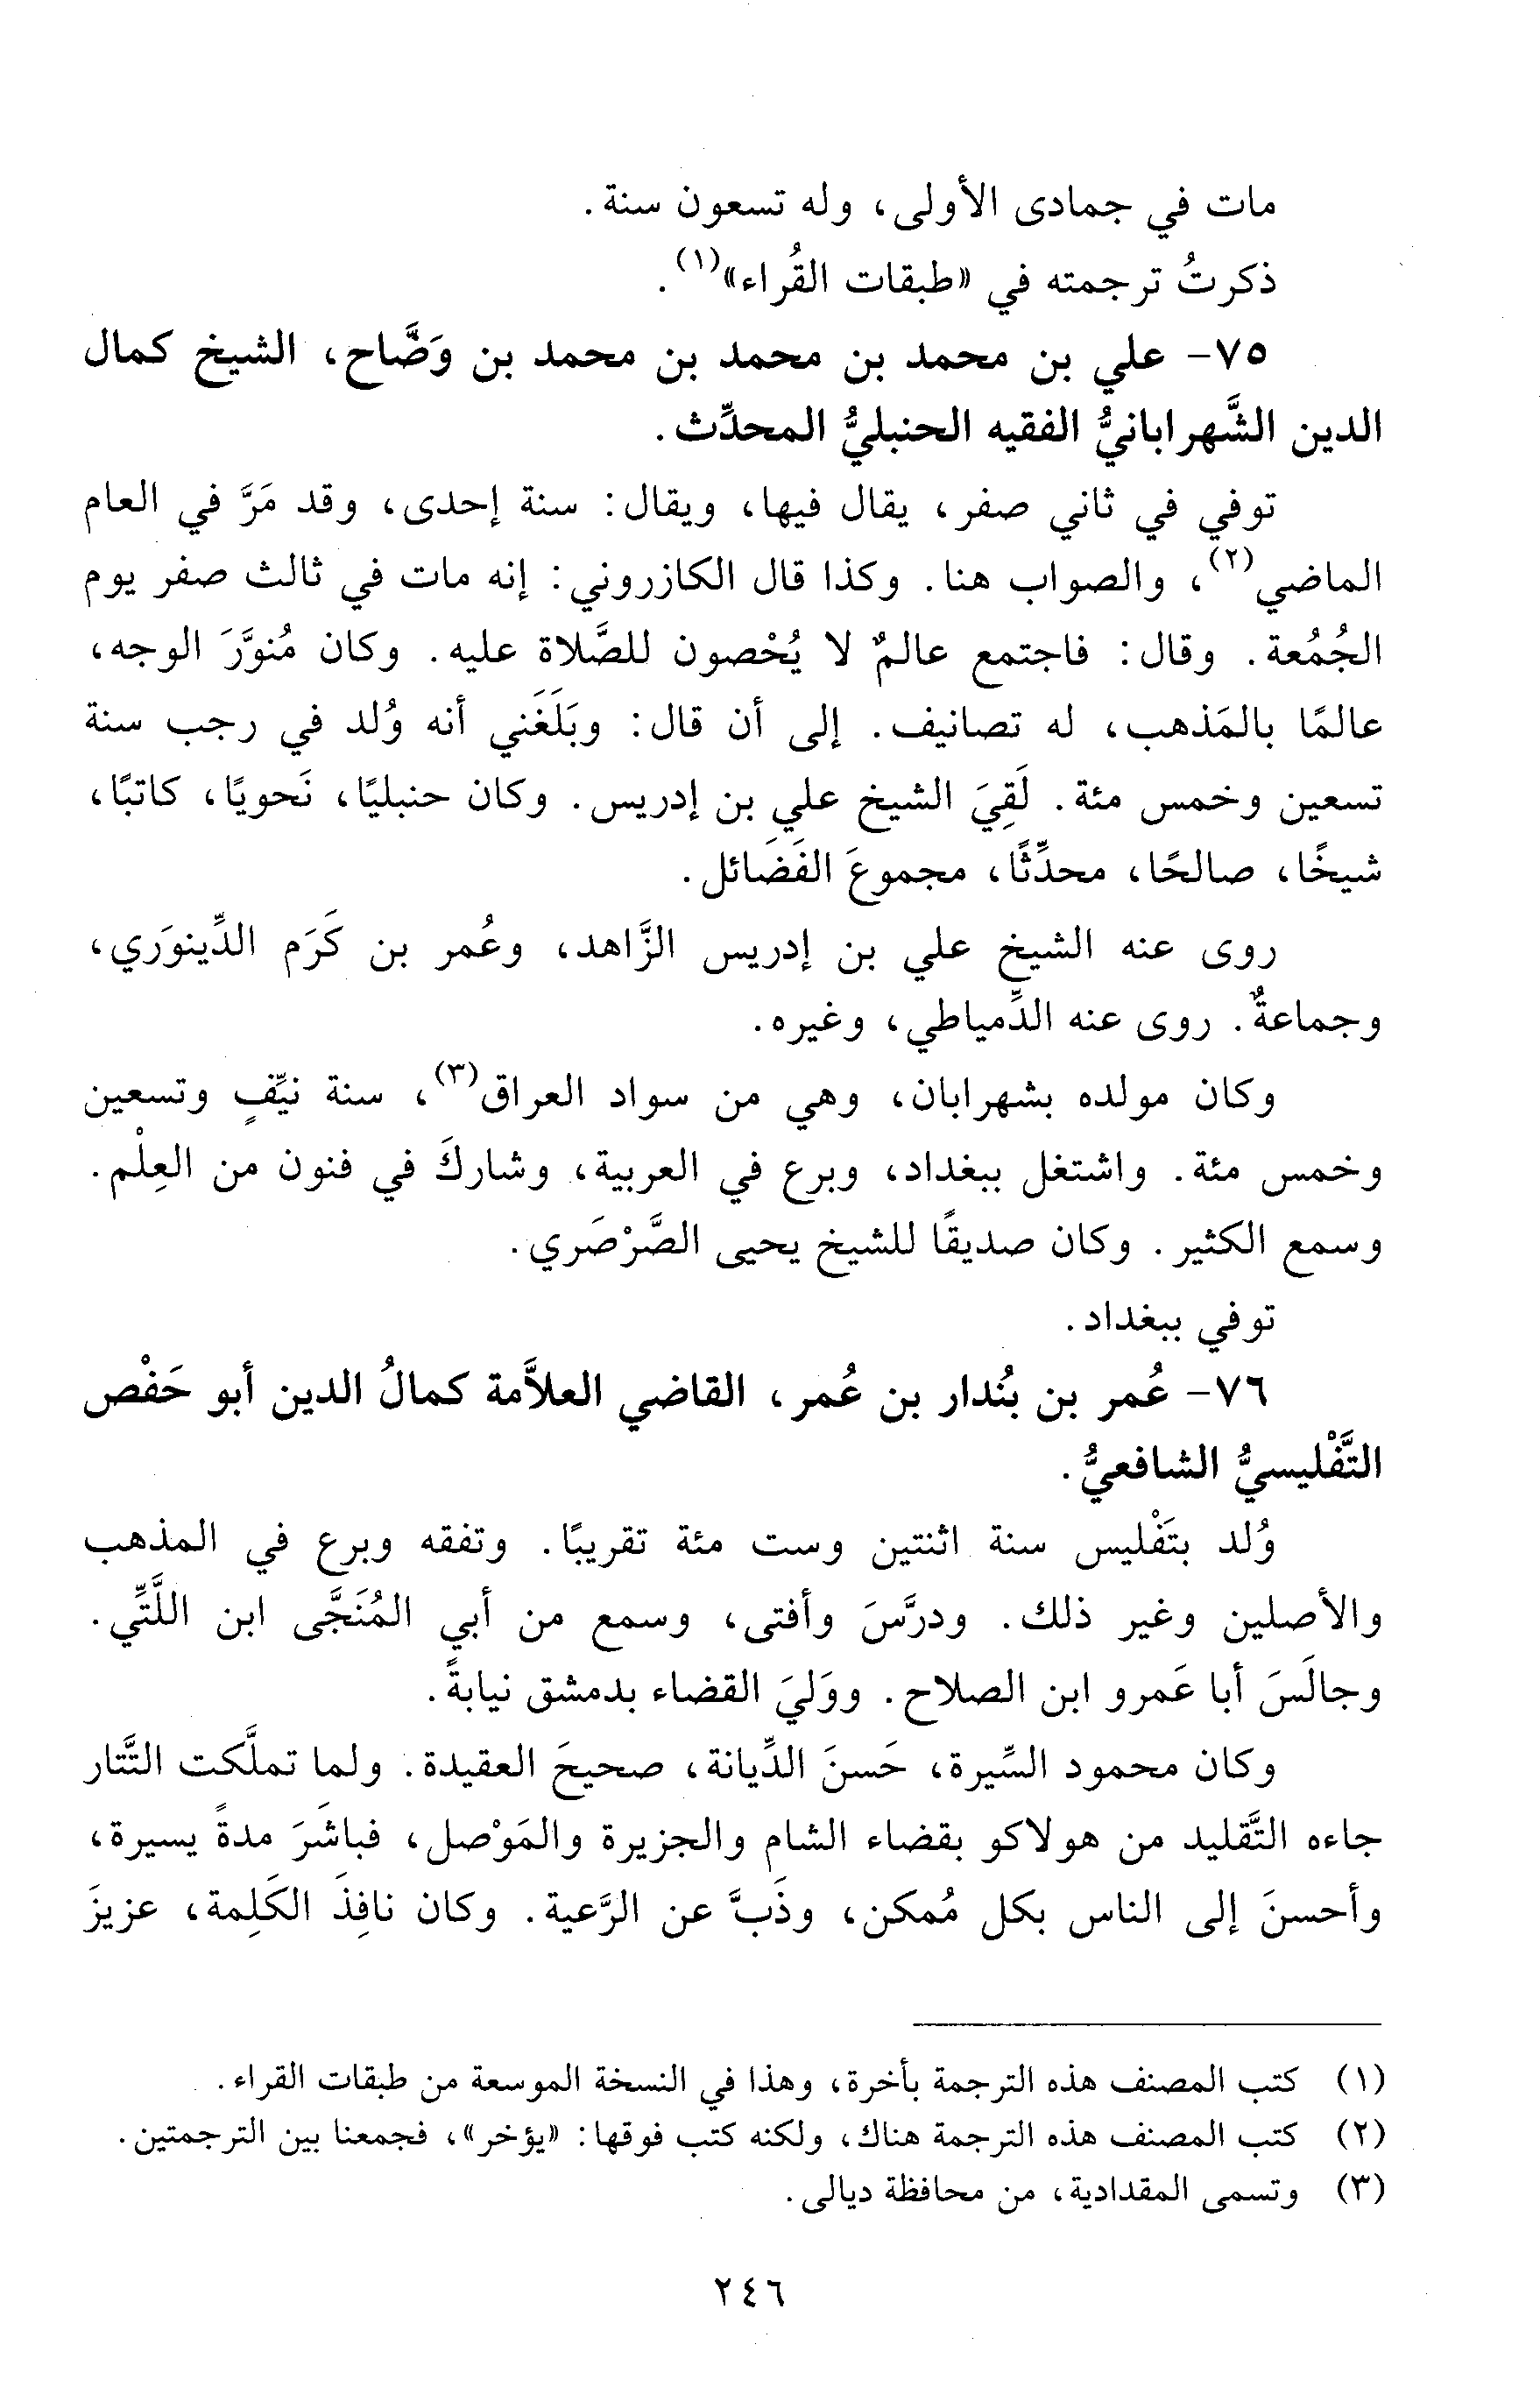 مات في جمادى الأولى، وله تسعون سنة.
ذكرتُ ترجمته في «طبقات القُراء»(١).
٧٥- علي بن محمد بن محمد بن محمد بن وَضَّاح، الشيخ كمال
الدين الشَّهرابانيُّ الفقيه الحنبليُّ المحدِّث.
توفي في ثاني صفر، يقال فيها، ويقال: سنة إحدى، وقد مَرَّ في العام
الماضي(٢)، والصواب هنا. وكذا قال الكازروني: إنه مات في ثالث صفر يوم
الجُمُعة. وقال: فاجتمع عالمٌ لا يُحْصون للصَّلاة عليه. وكان مُنوَّرَ الوجه،
عالمًا بالمَذهب، له تصانيف. إلى أن قال: وبَلَغَني أنه وُلد في رجب سنة
تسعين وخمس مئة. لَقِيَ الشيخ علي بن إدريس. وكان حنبليًا، نَحويًا، كاتبًا،
شيخًا، صالحًا، محدِّثًا، مجموعَ الفَضَائل.
روى عنه الشيخ علي بن إدريس الزَّاهد، وعُمر بن كَرَم الدِّينوَري،
وجماعةٌ. روى عنه الدِّمياطي، وغيره.
وكان مولده بشهرابان، وهي من سواد العراق(٣)، سنة نيِّفٍ وتسعين
وخمس مئة. واشتغل ببغداد، وبرع في العربية، وشاركَ في فنون من العِلْم.
وسمع الكثير. وكان صديقًا للشيخ يحيى الصَّرْصَري.
توفي ببغداد.
٧٦- عُمر بن بُندار بن عُمر، القاضي العلاَّمة كمالُ الدين أبو حَفْص
التَّفْليسيُّ الشافعيُّ.
وُلد بتَفْليس سنة اثنتين وست مئة تقريبًا. وتفقه وبرع في المذهب
والأصلين وغير ذلك. ودرَّسَ وأفتى، وسمع من أبي المُنَجَّى ابن اللَّتِّي.
وجالَسَ أبا عَمرو ابن الصلاح. ووَليَ القضاء بدمشق نيابةً.
وكان محمود السِّيرة، حَسنَ الدِّيانة، صحيحَ العقيدة. ولما تملَّكت التَّتار
جاءه التَّقليد من هولاكو بقضاء الشام والجزيرة والمَوْصل، فباشَرَ مدةً يسيرة،
وأحسنَ إلى الناس بكل مُمكن، وذَبَّ عن الرَّعية. وكان نافِذَ الكَلِمة، عزيزَ
(١) كتب المصنف هذه الترجمة بأخرة، وهذا في النسخة الموسعة من طبقات القراء.
(٢) كتب المصنف هذه الترجمة هناك، ولكنه كتب فوقها: «يؤخر»، فجمعنا بين الترجمتين.
(٣) وتسمى المقدادية، من محافظة ديالى.
٢٤٦